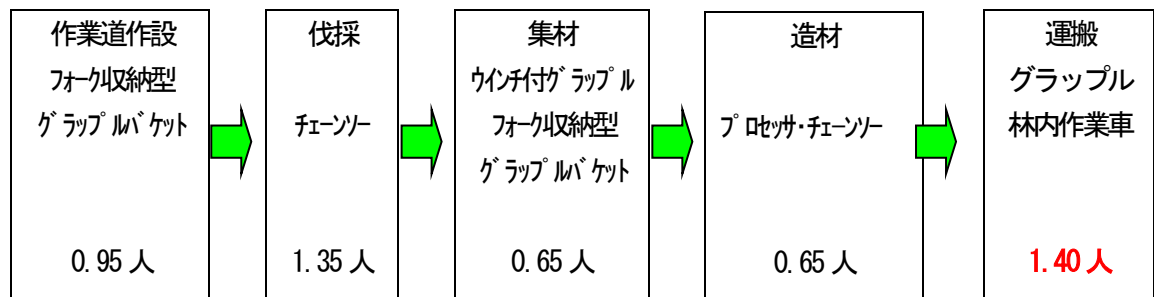 作業道作設
フォーク収納型
グラップルバケット
0.95人
伐採
チェーンソー
1.35人
集材
ウインチ付グラップル
フォーク収納型
グラップルバケット
0.65人
造材
プロセッサ・チェーンソー
0.65人
運搬
グラップル
林内作業車
1.40人